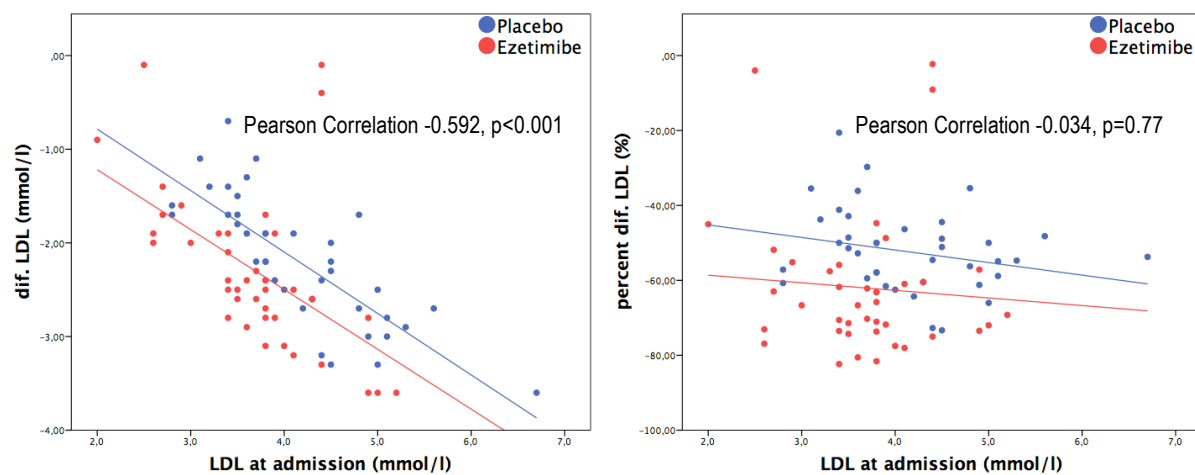 Placebo
Ezetimibe
,00
-1,00
-2,00
-3,00
-4,00
dif. LDL (mmol/l)
Pearson Correlation -0.592, p<0.001
2,0 3,0 4,0 5,0 6,0 7,0
LDL at admission (mmol/l)
Placebo
Ezetimibe
,00
-20,00
-40,00
-60,00
-80,00
-100,00
percent dif. LDL (%)
Pearson Correlation -0.034, p=0.77
2,0 3,0 4,0 5,0 6,0 7,0
LDL at admission (mmol/l)